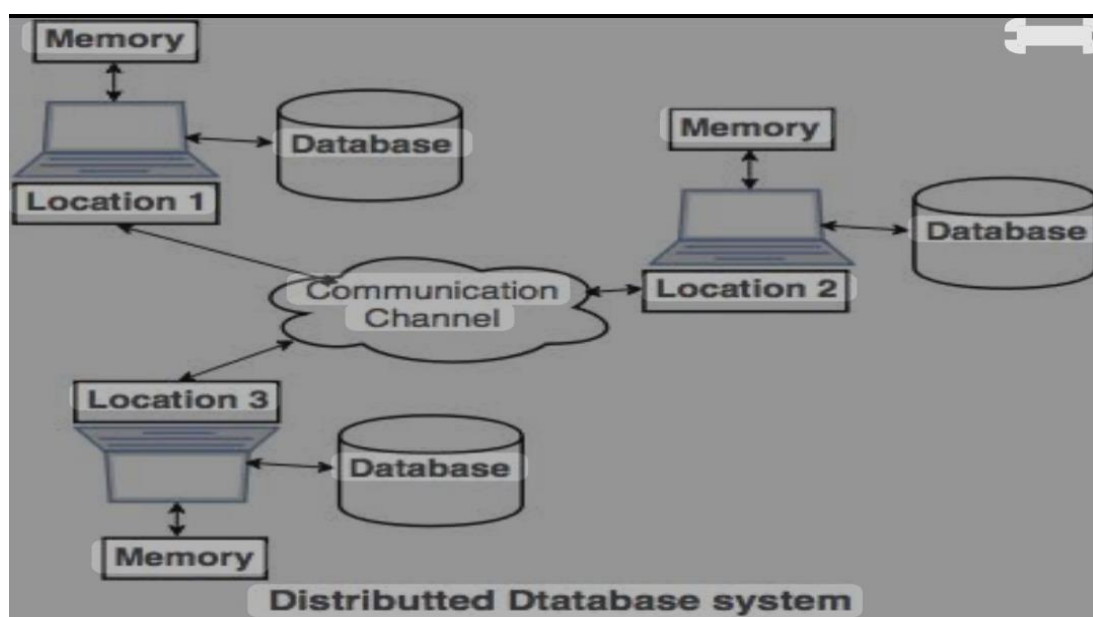 Memory
Database
Location 1
Memory
Database
Location 2
Communication
Channel
Location 3
Database
Memory
Distributted Dtatabase system